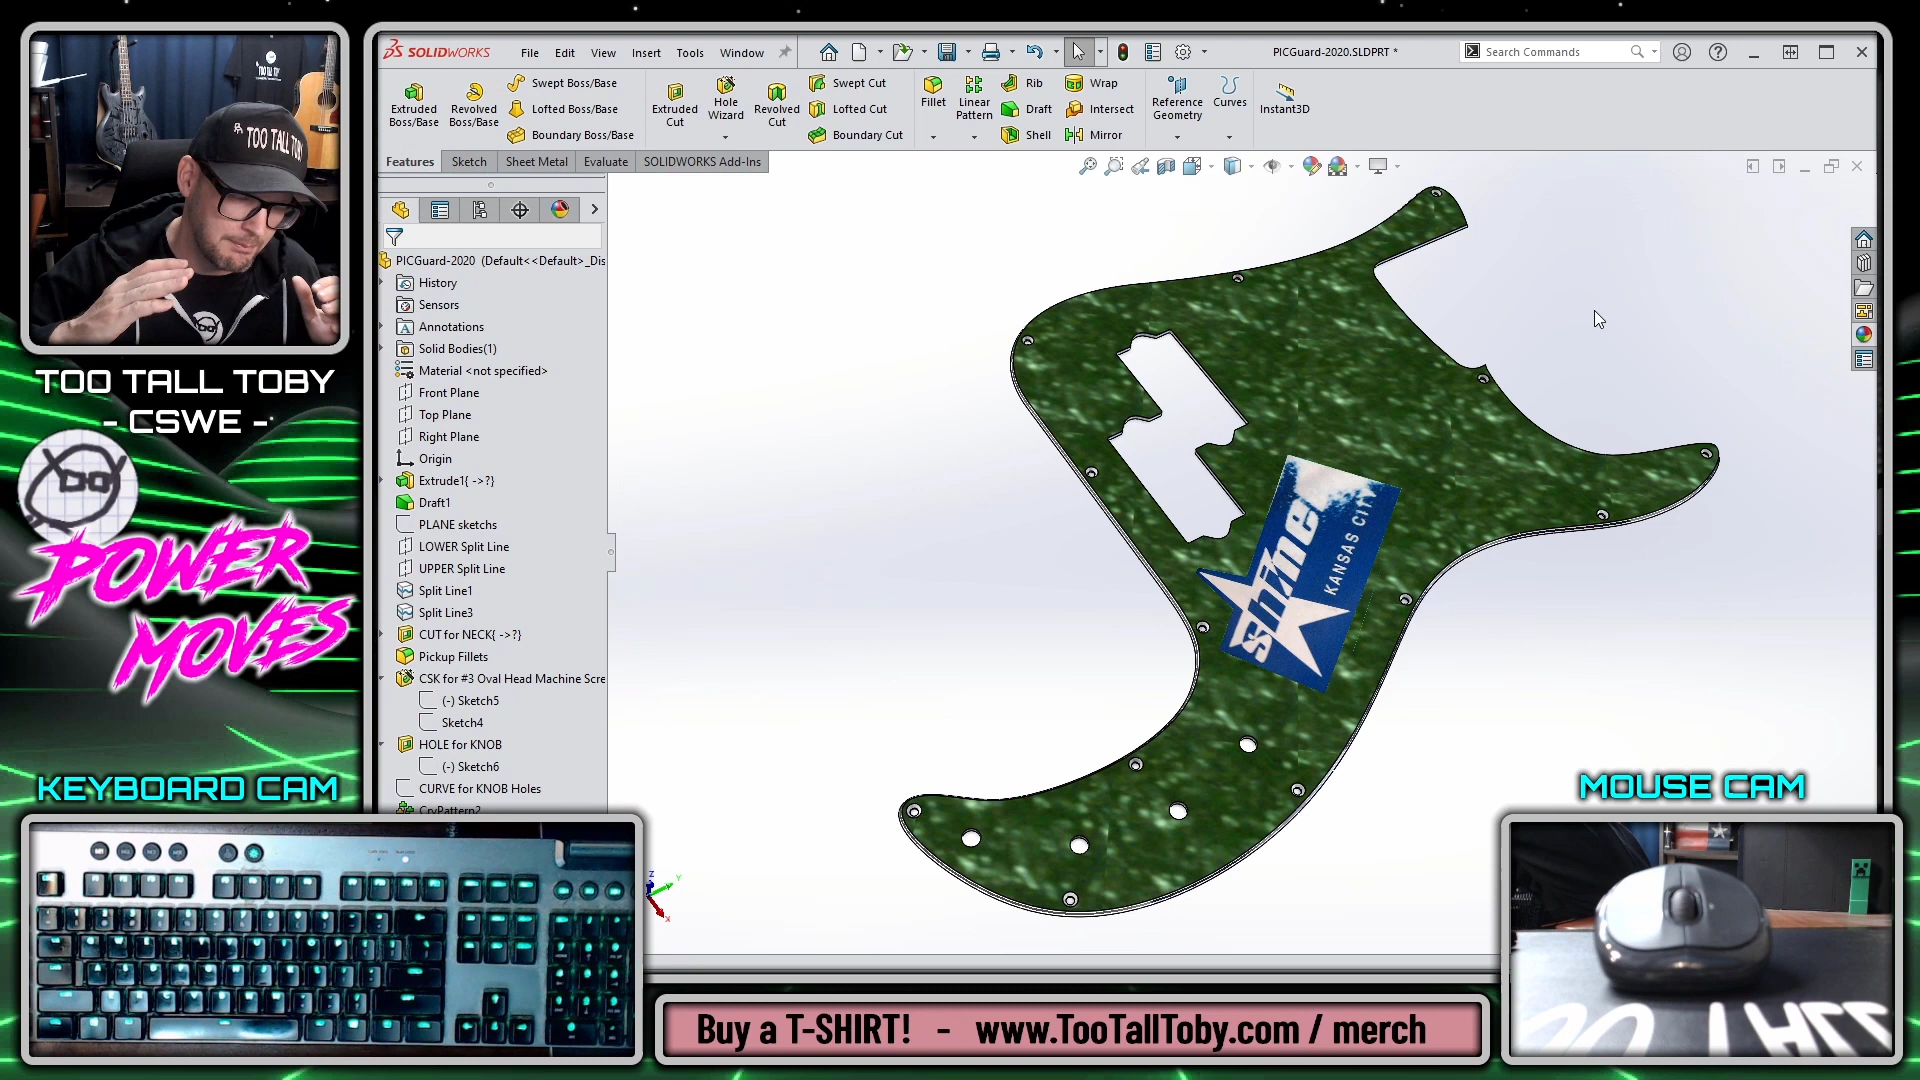 SOLIDWORKS
File
Edit
View
Insert
Tools
Window
PICGuard-2020.SLDPRT *
Search Commands
Extruded
Boss/Base
Revolved
Boss/Base
Swept Boss/Base
Lofted Boss/Base
Boundary Boss/Base
Extruded
Cut
Hole
Wizard
Revolved
Cut
Swept Cut
Lofted Cut
Boundary Cut
Fillet
Linear
Pattern
Rib
Draft
Shell
Wrap
Intersect
Mirror
Reference
Geometry
Curves
Instant3D
Features
Sketch
Sheet Metal
Evaluate
SOLIDWORKS Add-Ins
PICGuard-2020 (Default<<Default>_Dis
History
Sensors
Annotations
Solid Bodies(1)
Material <not specified>
Front Plane
Top Plane
Right Plane
Origin
Extrude1{ ->?}
Draft1
PLANE sketchs
LOWER Split Line
UPPER Split Line
Split Line1
Split Line3
CUT for NECK{ ->?}
Pickup Fillets
CSK for #3 Oval Head Machine Scre
(-) Sketch5
Sketch4
HOLE for KNOB
(-) Sketch6
CURVE for KNOB Holes
CrvPattern2
TOO TALL TOBY
TOO TALL TOBY
- CSWE -
POWER
MOVES
KEYBOARD CAM
MOUSE CAM
shiner
KANSAS CITY
Z
Y
X
Buy a T-SHIRT! - www.TooTallToby.com / merch